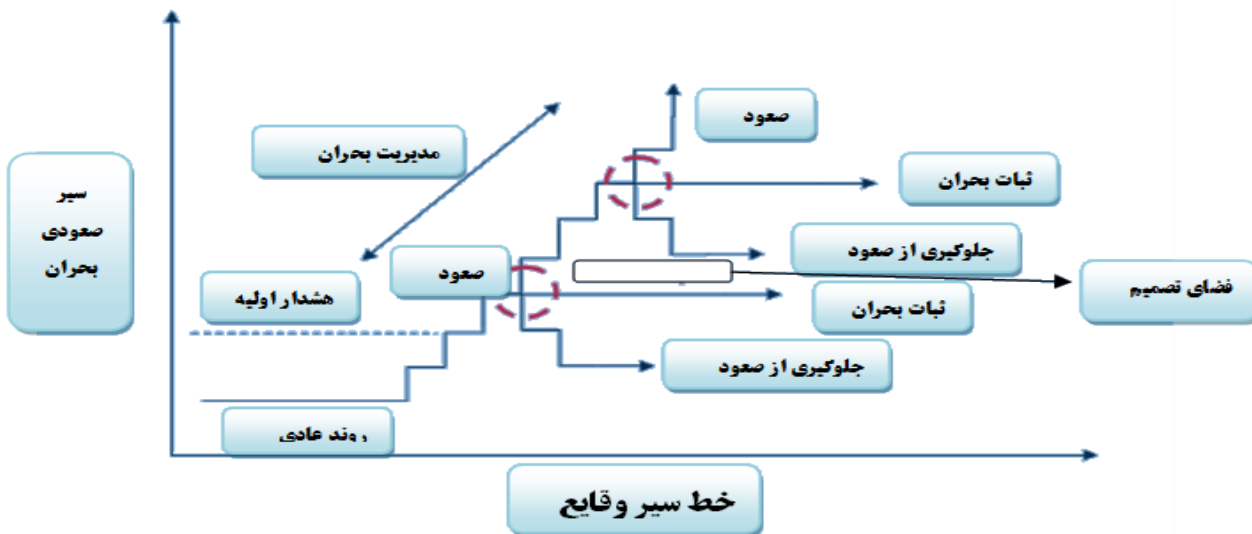 صعود
مدیریت بحران
ثبات بحران
سیر
صعودی
بحران
جلوگیری از صعود
صعود
هشدار اولیه
فضای تصمیم
ثبات بحران
جلوگیری از صعود
روند عادی
خط سیر وقایع